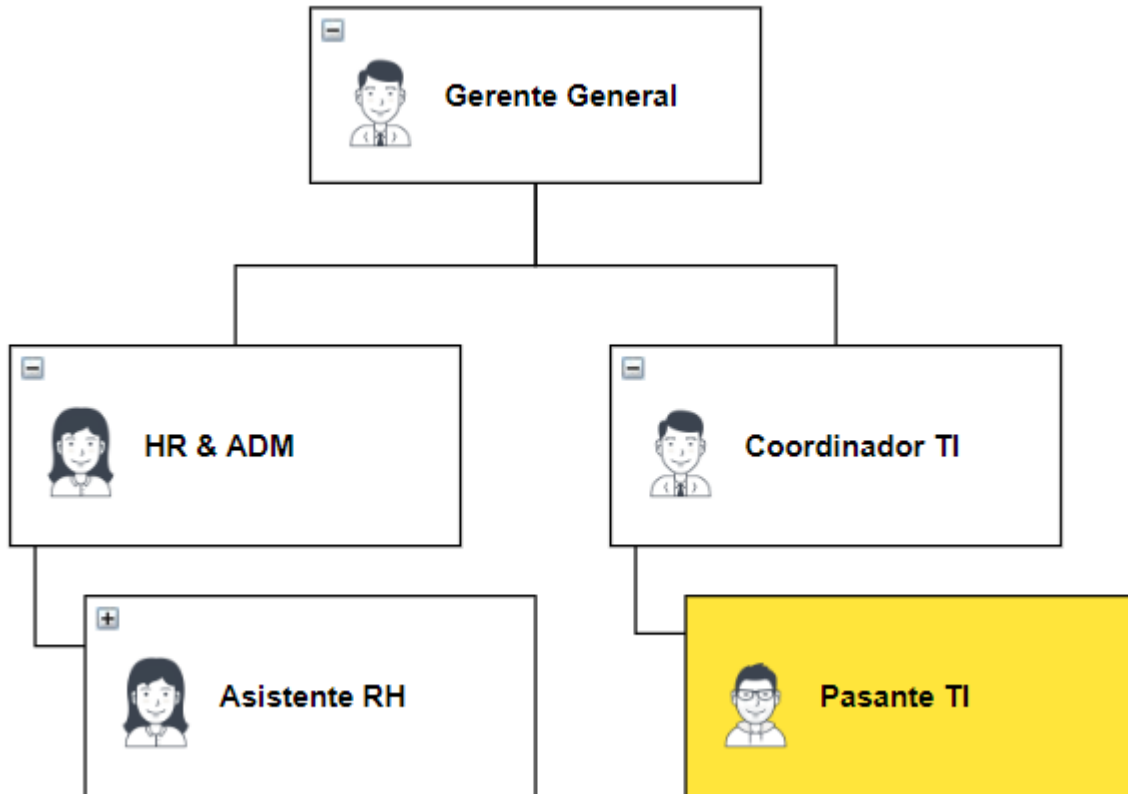 Gerente General
HR & ADM
Coordinador TI
Asistente RH
Pasante TI